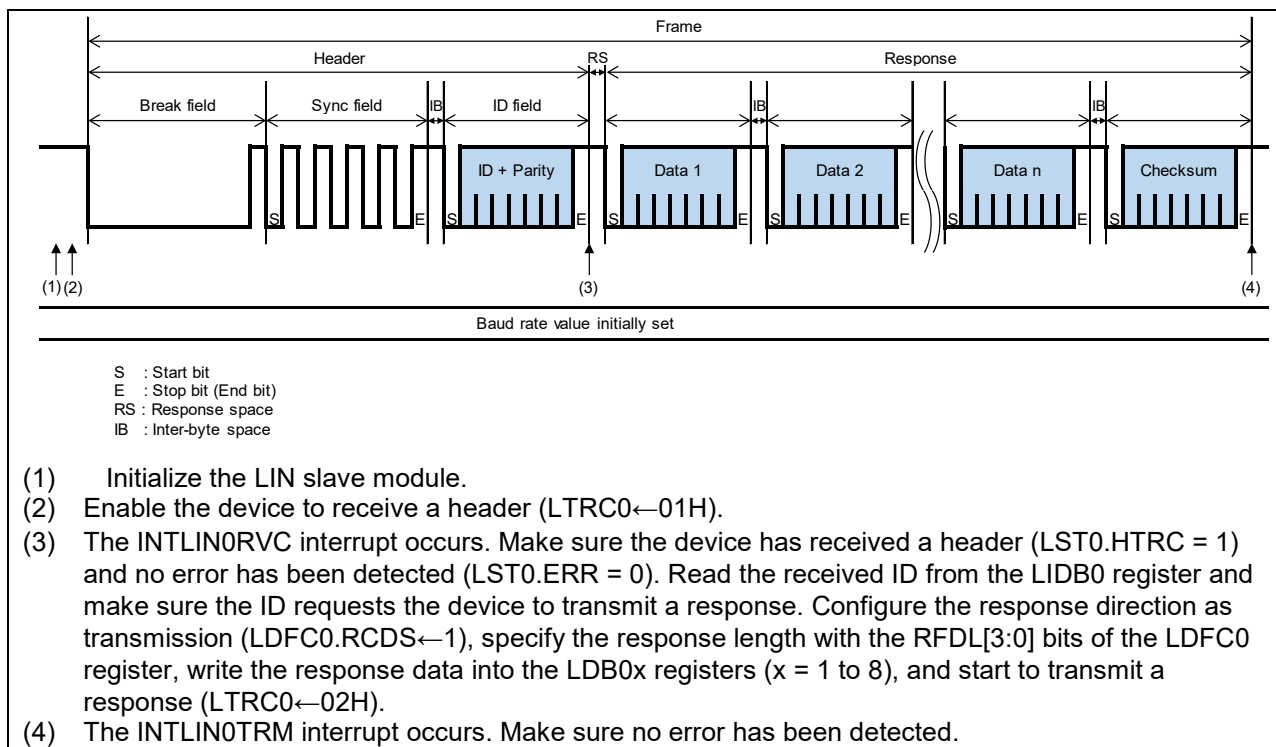 Frame
Header RS Response
Break field Sync field IB ID field IB IB
ID + Parity Data 1 Data 2 Data n Checksum
S E S E S E S E S E S E
(1) (2) (3) (4)
Baud rate value initially set
S : Start bit
E : Stop bit (End bit)
RS : Response space
IB : Inter-byte space
(1) Initialize the LIN slave module.
(2) Enable the device to receive a header (LTRC0←01H).
(3) The INTLIN0RVC interrupt occurs. Make sure the device has received a header (LST0.HTRC = 1)
and no error has been detected (LST0.ERR = 0). Read the received ID from the LIDB0 register and
make sure the ID requests the device to transmit a response. Configure the response direction as
transmission (LDFC0.RCDS←1), specify the response length with the RFDL[3:0] bits of the LDFC0
register, write the response data into the LDB0x registers (x = 1 to 8), and start to transmit a
response (LTRC0←02H).
(4) The INTLIN0TRM interrupt occurs. Make sure no error has been detected.